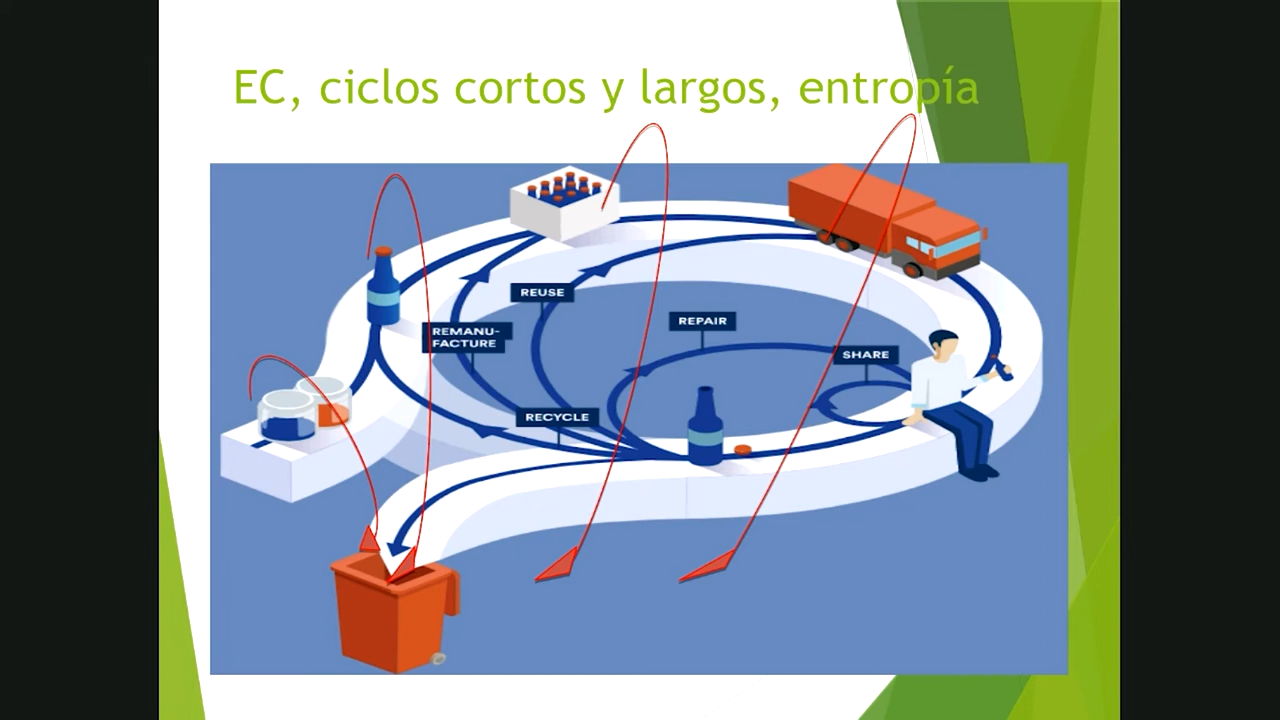 EC, ciclos cortos y largos, entropía
REUSE
REPAIR
REMANU-
FACTURE
SHARE
RECYCLE